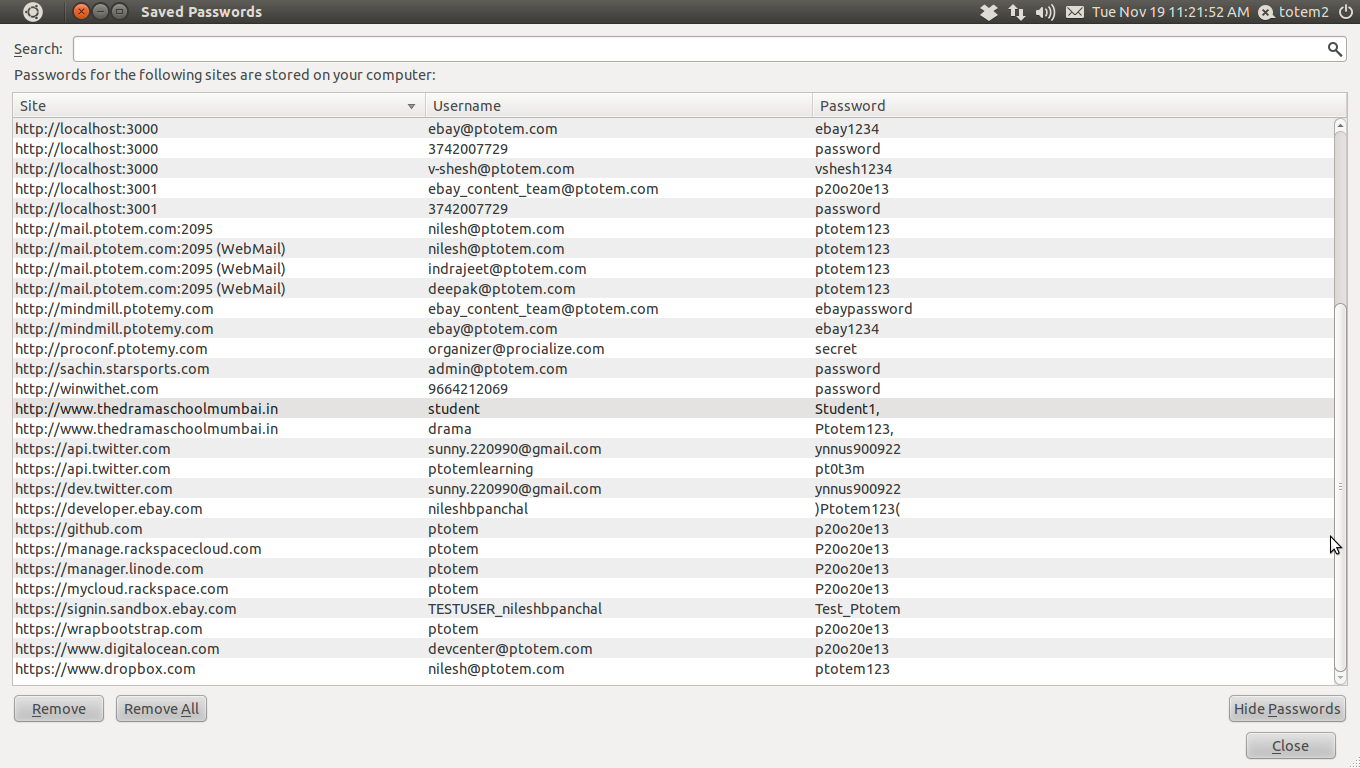 Saved Passwords Tue Nov 19 11:21:52 AM totem2
Search:
Passwords for the following sites are stored on your computer:
Site Username Password
http://localhost:3000 ebay@ptotem.com ebay1234
http://localhost:3000 3742007729 password
http://localhost:3000 v-shesh@ptotem.com vshesh1234
http://localhost:3001 ebay_content_team@ptotem.com p20o20e13
http://localhost:3001 3742007729 password
http://mail.ptotem.com:2095 nilesh@ptotem.com ptotem123
http://mail.ptotem.com:2095 (WebMail) nilesh@ptotem.com ptotem123
http://mail.ptotem.com:2095 (WebMail) indrajeet@ptotem.com ptotem123
http://mail.ptotem.com:2095 (WebMail) deepak@ptotem.com ptotem123
http://mindmill.ptotemy.com ebay_content_team@ptotem.com ebaypassword
http://mindmill.ptotemy.com ebay@ptotem.com ebay1234
http://proconf.ptotemy.com organizer@procialize.com secret
http://sachin.starsports.com admin@ptotem.com password
http://winwithet.com 9664212069 password
http://www.thedramaschoolmumbai.in student Student1,
http://www.thedramaschoolmumbai.in drama Ptotem123,
https://api.twitter.com sunny.220990@gmail.com ynnus900922
https://api.twitter.com ptotemlearning pt0t3m
https://dev.twitter.com sunny.220990@gmail.com ynnus900922
https://developer.ebay.com nileshbpanchal )Ptotem123(
https://github.com ptotem p20o20e13
https://manage.rackspacecloud.com ptotem P20o20e13
https://manager.linode.com ptotem P20o20e13
https://mycloud.rackspace.com ptotem P20o20e13
https://signin.sandbox.ebay.com TESTUSER_nileshbpanchal Test_Ptotem
https://wrapbootstrap.com ptotem p20o20e13
https://www.digitalocean.com devcenter@ptotem.com p20o20e13
https://www.dropbox.com nilesh@ptotem.com ptotem123
Remove Remove All Hide Passwords
Close